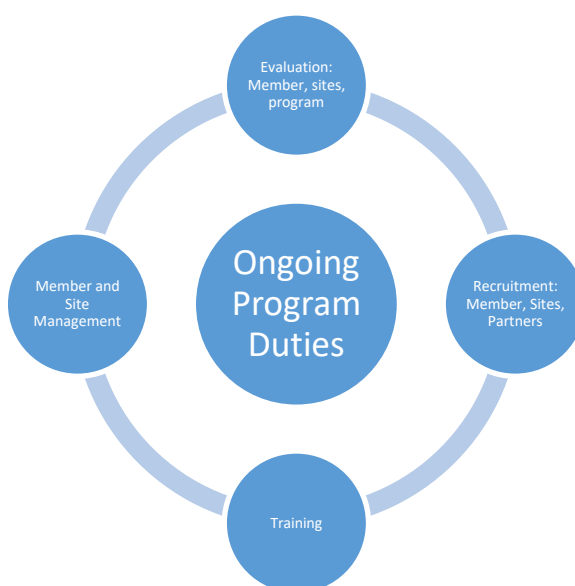 Evaluation:
Member, sites,
program
Member and
Site
Management
Ongoing
Program
Duties
Recruitment:
Member, Sites,
Partners
Training